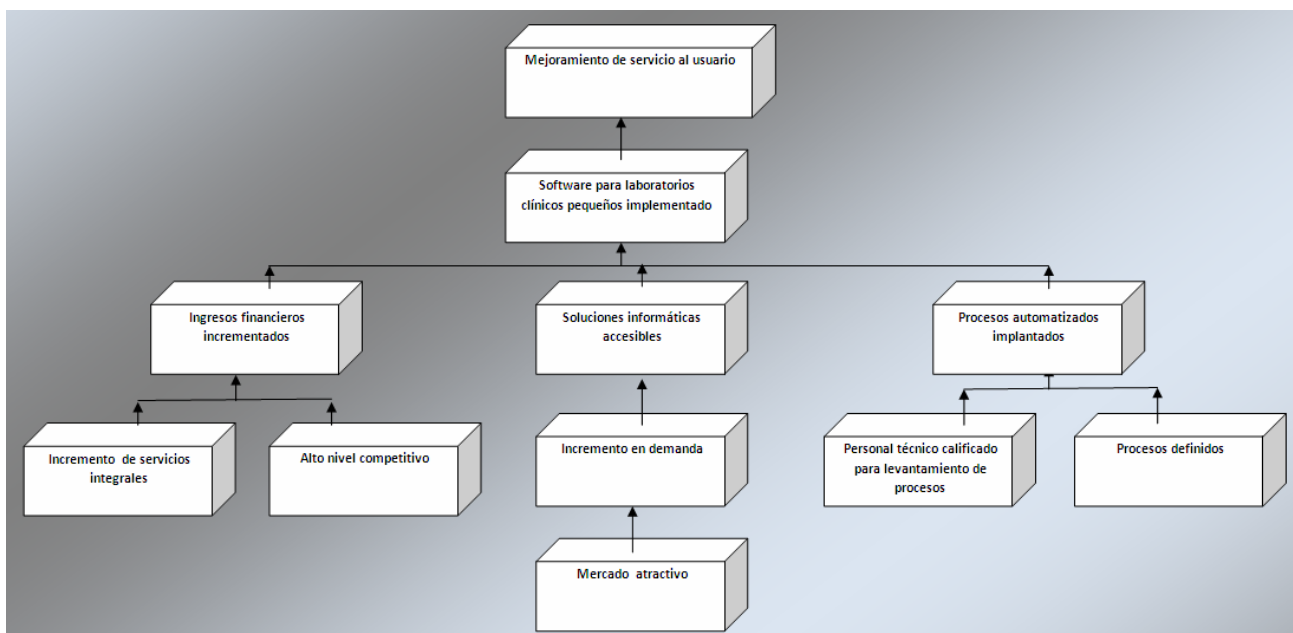 Mejoramiento de servicio al usuario
Software para laboratorios
clínicos pequeños implementado
Ingresos financieros
incrementados
Soluciones informáticas
accesibles
Procesos automatizados
implantados
Incremento de servicios
integrales
Alto nivel competitivo
Incremento en demanda
Personal técnico calificado
para levantamiento de
procesos
Procesos definidos
Mercado atractivo